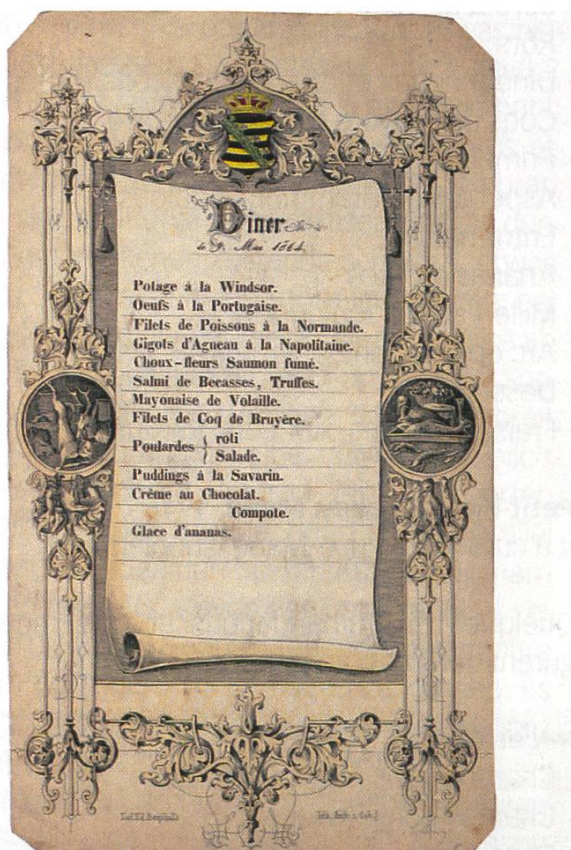 Diner
le 9. Mai 1864.
Potage à la Windsor.
Oeufs à la Portugaise.
Filets de Poissons à la Normande.
Gigots d'Agneau à la Napolitaine.
Choux-fleurs Saumon fumé.
Salmi de Becasses, Truffes.
Mayonaise de Volaille.
Filets de Coq de Bruyère.
Poulardes { roti
Salade.
Puddings à la Savarin.
Crême au Chocolat.
Compote.
Glace d'ananas.